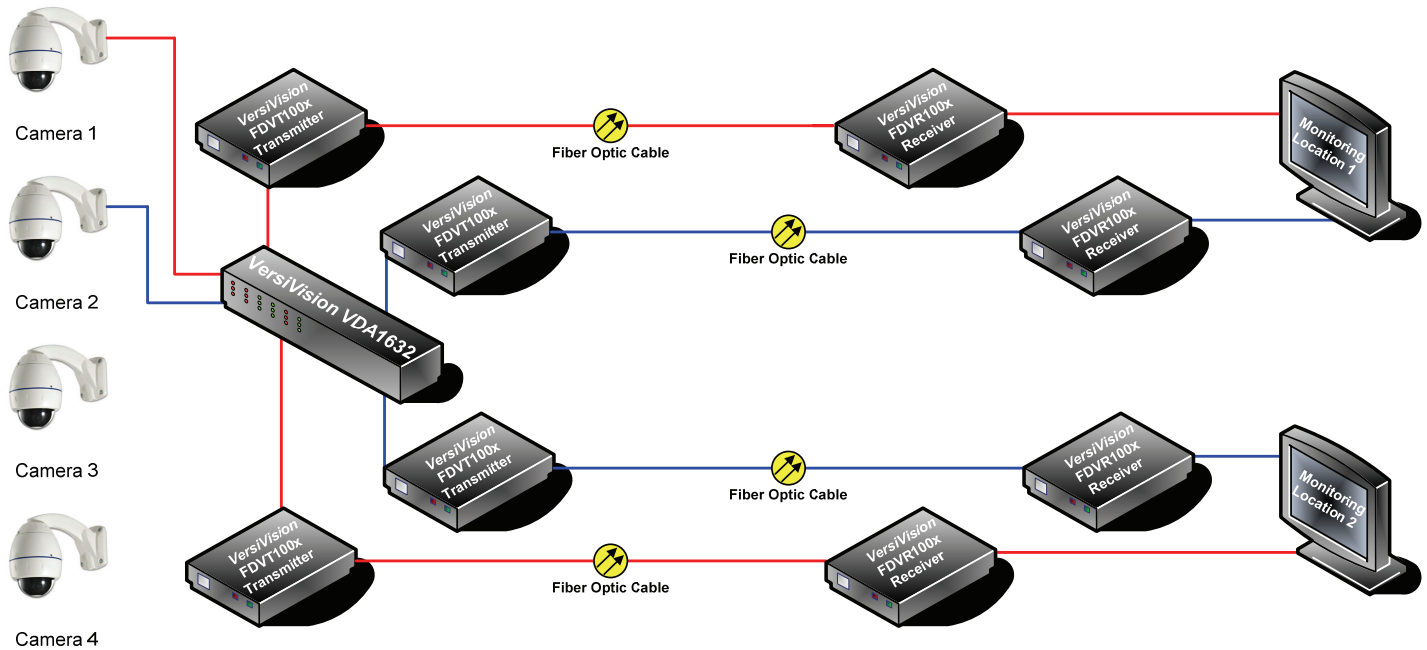 Camera 1
VersiVision
FDVT100x
Transmitter
Fiber Optic Cable
VersiVision
FDVR100x
Receiver
Monitoring
Location 1
Camera 2
VersiVision
FDVT100x
Transmitter
Fiber Optic Cable
VersiVision
FDVR100x
Receiver
VersiVision VDA1632
Camera 3
VersiVision
FDVT100x
Transmitter
Fiber Optic Cable
VersiVision
FDVR100x
Receiver
Monitoring
Location 2
Camera 4
VersiVision
FDVT100x
Transmitter
Fiber Optic Cable
VersiVision
FDVR100x
Receiver